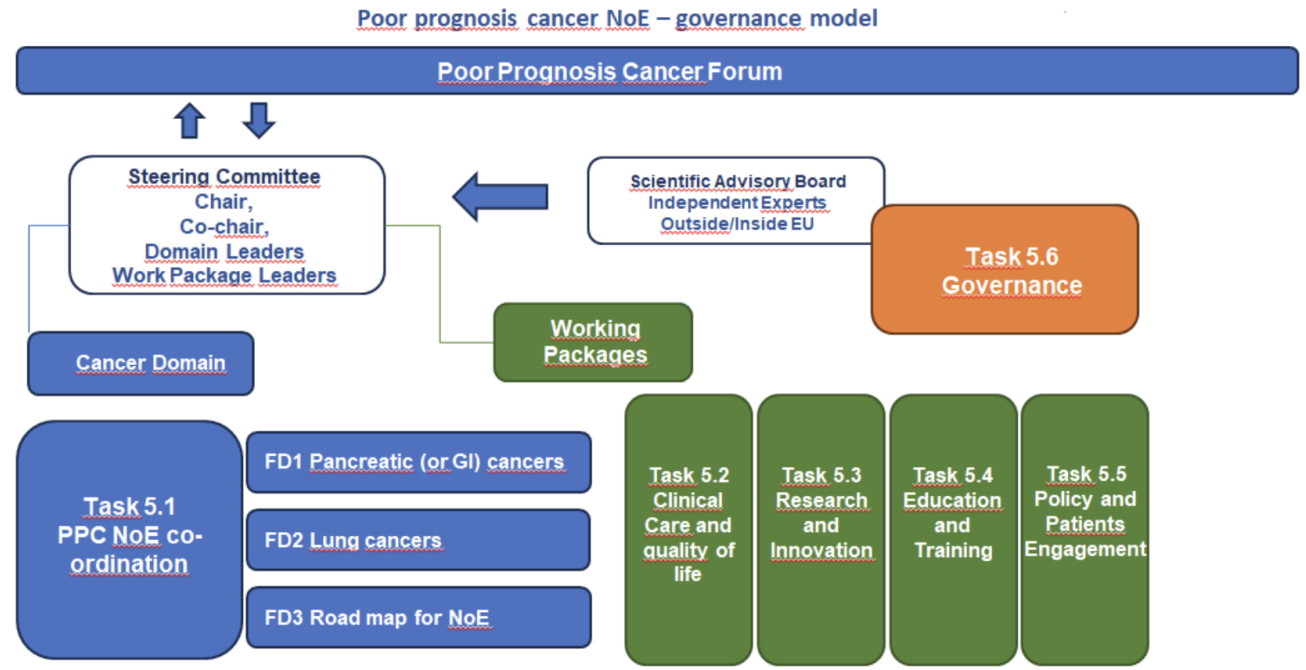 Poor prognosis cancer NoE – governance model
Poor Prognosis Cancer Forum
Steering Committee
Chair,
Co-chair,
Domain Leaders
Work Package Leaders
Scientific Advisory Board
Independent Experts
Outside/Inside EU
Task 5.6
Governance
Working
Packages
Cancer Domain
Task 5.1
PPC NoE co-
ordination
FD1 Pancreatic (or GI) cancers
FD2 Lung cancers
FD3 Road map for NoE
Task 5.2
Clinical
Care and
quality of
life
Task 5.3
Research
and
Innovation
Task 5.4
Education
and
Training
Task 5.5
Policy and
Patients
Engagement